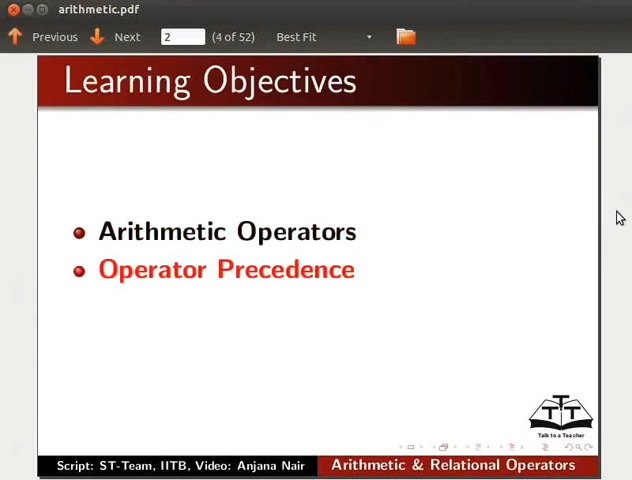 arithmetic.pdf
Previous Next 2 (4 of 52) Best Fit
Learning Objectives
Arithmetic Operators
Operator Precedence
TTT
Talk to a Teacher
Script: ST-Team, IITB, Video: Anjana Nair Arithmetic & Relational Operators